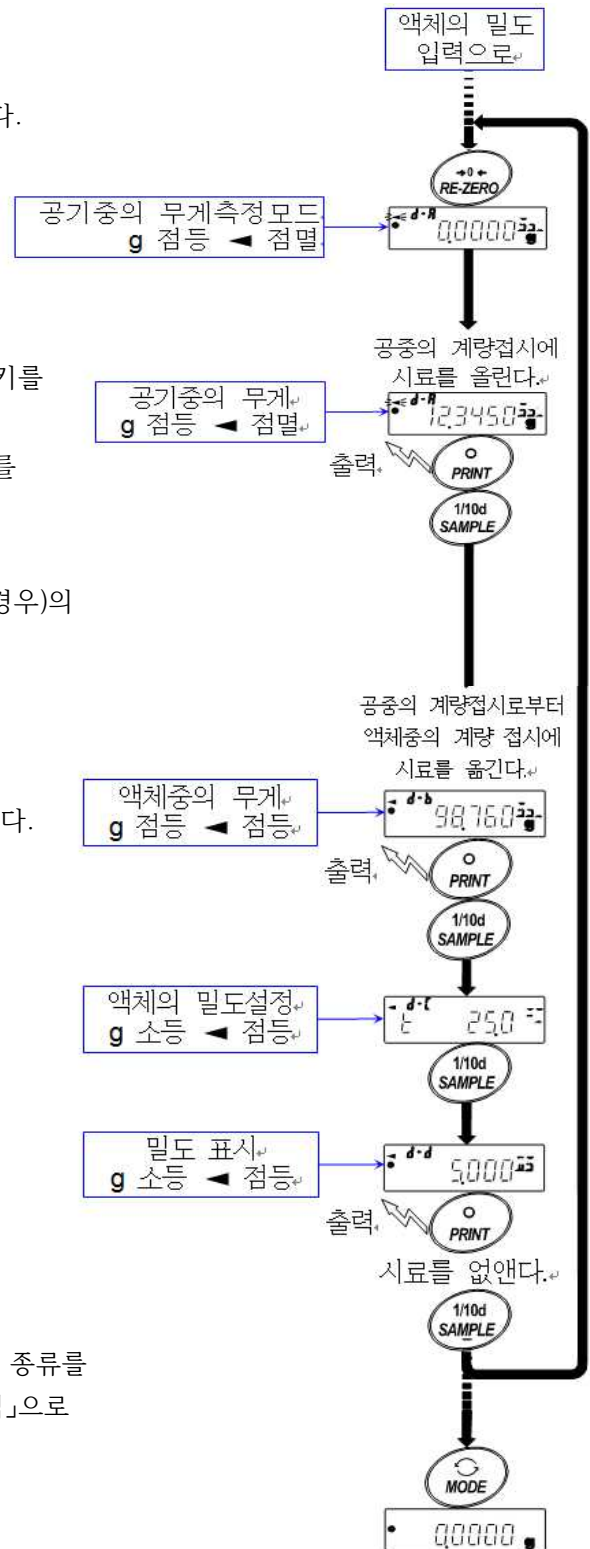 액체의 밀도
입력으로
다.
→0←
RE-ZERO
공기중의 무게측정모드
g 점등 ◄ 점멸
d-A
0.0000 g
공중의 계량접시에
시료를 올린다.
기를
공기중의 무게
g 점등 ◄ 점멸
d-A
123.450 g
를
출력
PRINT
1/10d
SAMPLE
경우)의
공중의 계량접시로부터
액체중의 계량 접시에
시료를 옮긴다.
액체중의 무게
g 점등 ◄ 점등
d-b
98.760 g
다.
출력
PRINT
1/10d
SAMPLE
액체의 밀도설정
g 소등 ◄ 점등
t 25.0
1/10d
SAMPLE
밀도 표시
g 소등 ◄ 점등
d-d
5.000
출력
PRINT
시료를 없앤다.
1/10d
SAMPLE
종류를
」으로
MODE
0.0000 g